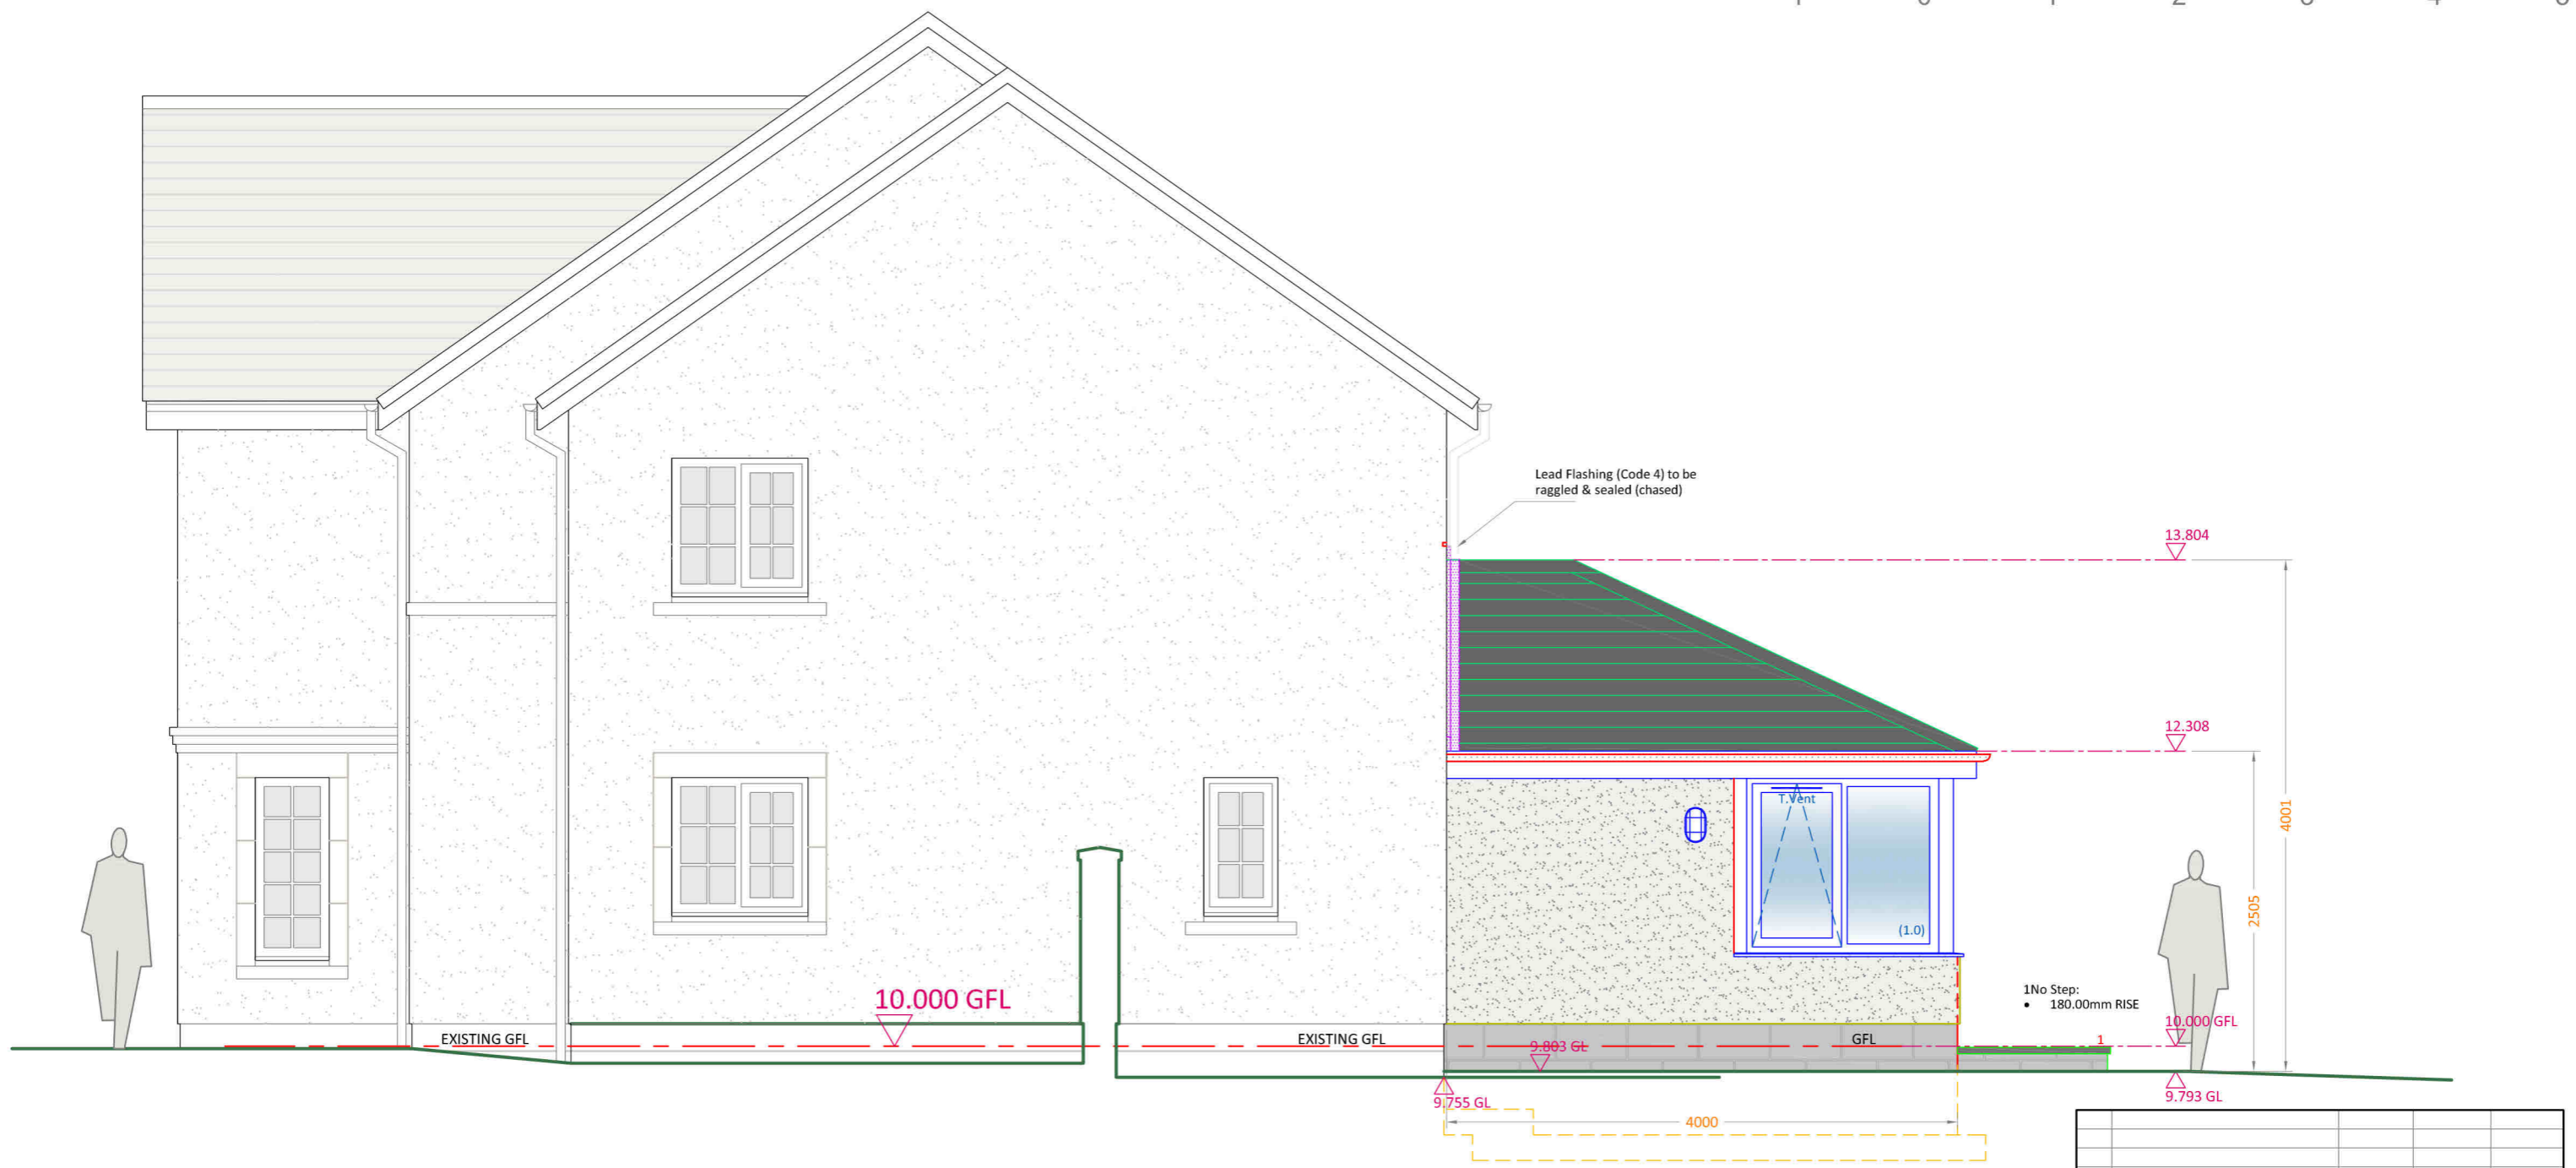 Lead Flashing (Code 4) to be
raggled & sealed (chased)
13.804
12.308
4001
2505
T.Vent
(1.0)
1No Step:
• 180.00mm RISE
10.000 GFL
10.000 GFL
1
EXISTING GFL
EXISTING GFL
GFL
9.803 GL
9.755 GL
9.793 GL
4000